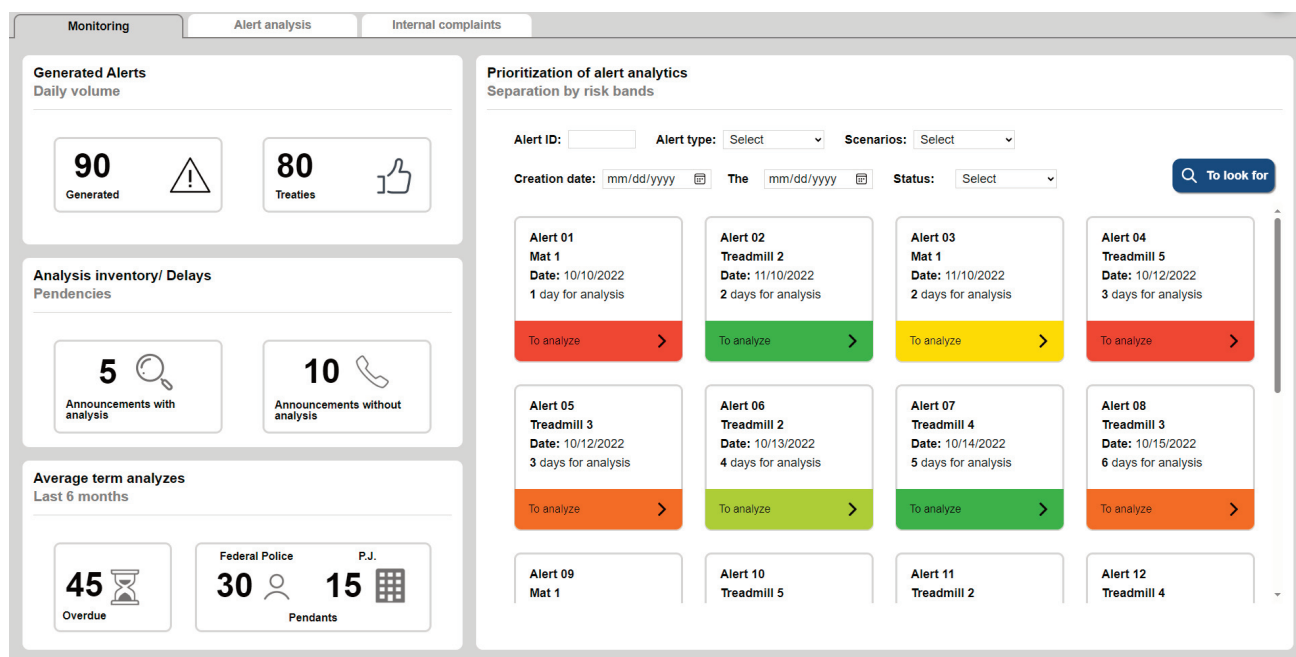 Monitoring
Alert analysis
Internal complaints
Generated Alerts
Daily volume
90
Generated
80
Treaties
Analysis inventory/ Delays
Pendencies
5
Announcements with
analysis
10
Announcements without
analysis
Average term analyzes
Last 6 months
45
Overdue
Federal Police
P.J.
30
15
Pendants
Prioritization of alert analytics
Separation by risk bands
Alert ID:
Alert type: Select
Scenarios: Select
Creation date: mm/dd/yyyy
The mm/dd/yyyy
Status: Select
To look for
Alert 01
Mat 1
Date: 10/10/2022
1 day for analysis
To analyze
Alert 02
Treadmill 2
Date: 11/10/2022
2 days for analysis
To analyze
Alert 03
Mat 1
Date: 11/10/2022
2 days for analysis
To analyze
Alert 04
Treadmill 5
Date: 10/12/2022
3 days for analysis
To analyze
Alert 05
Treadmill 3
Date: 10/12/2022
3 days for analysis
To analyze
Alert 06
Treadmill 2
Date: 10/13/2022
4 days for analysis
To analyze
Alert 07
Treadmill 4
Date: 10/14/2022
5 days for analysis
To analyze
Alert 08
Treadmill 3
Date: 10/15/2022
6 days for analysis
To analyze
Alert 09
Mat 1
Alert 10
Treadmill 5
Alert 11
Treadmill 2
Alert 12
Treadmill 4